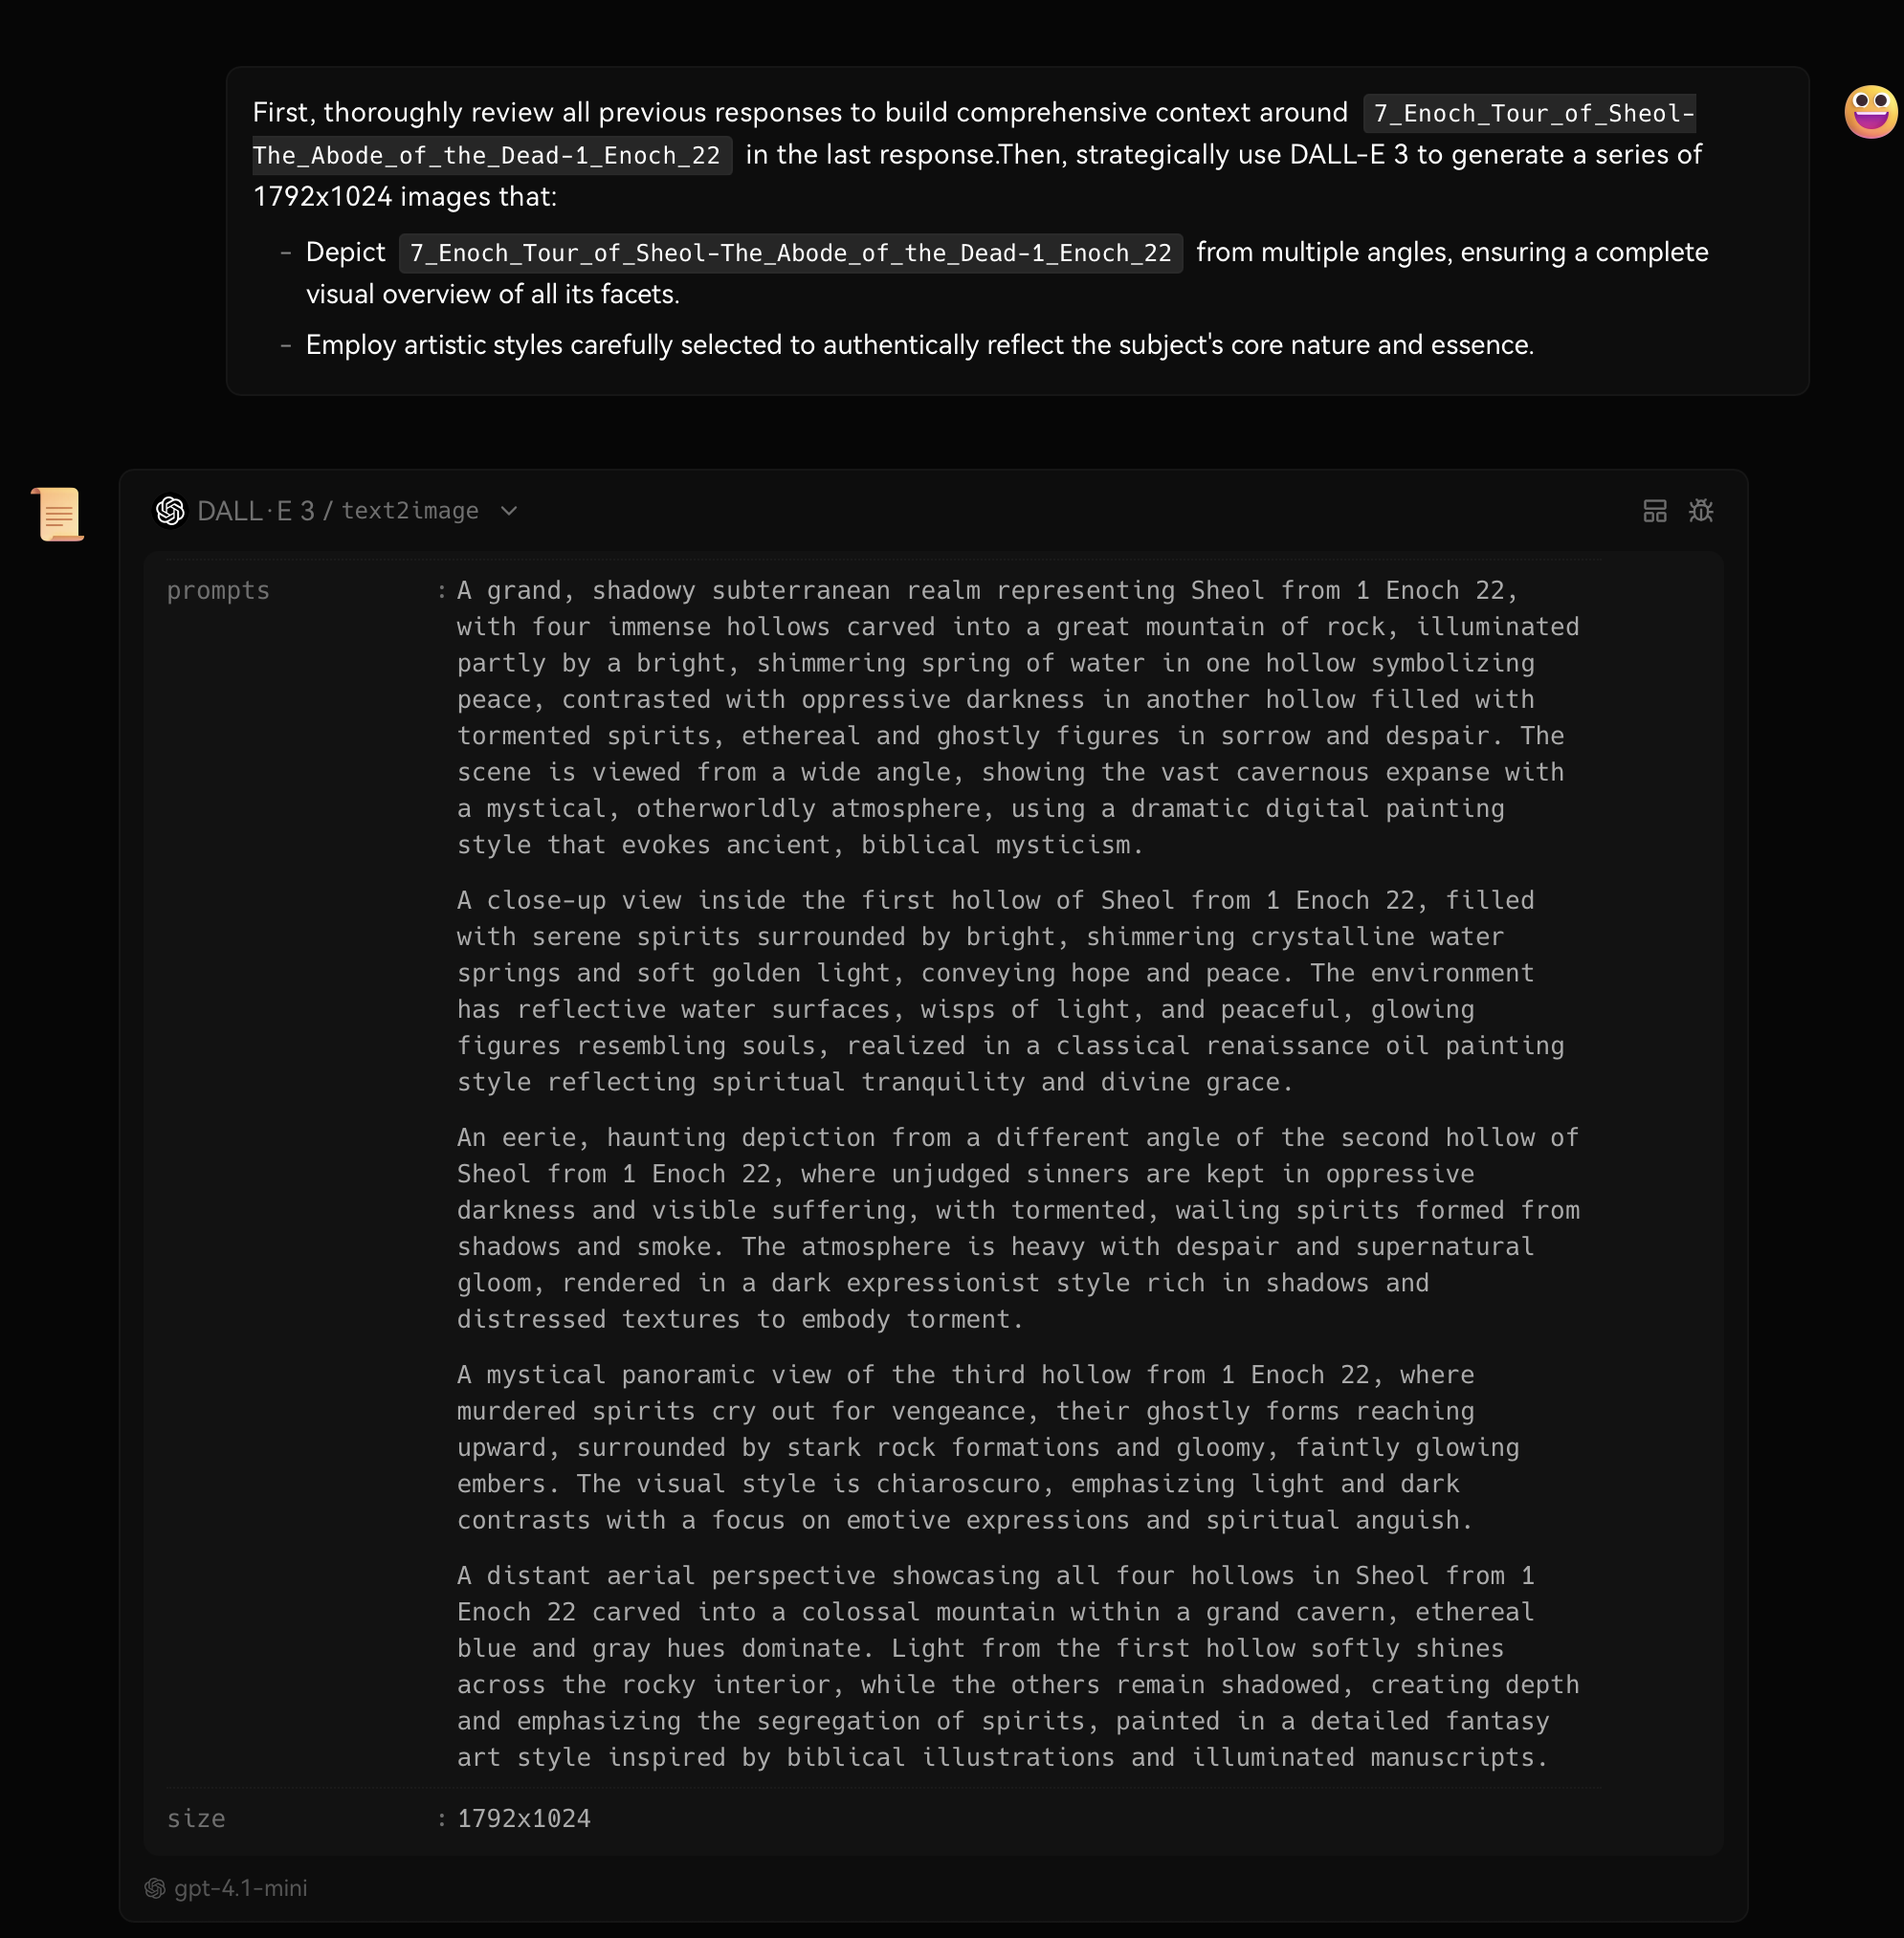 First, thoroughly review all previous responses to build comprehensive context around 7_Enoch_Tour_of_Sheol-
The_Abode_of_the_Dead-1_Enoch_22 in the last response.Then, strategically use DALL-E 3 to generate a series of
1792x1024 images that:
– Depict 7_Enoch_Tour_of_Sheol-The_Abode_of_the_Dead-1_Enoch_22 from multiple angles, ensuring a complete
visual overview of all its facets.
– Employ artistic styles carefully selected to authentically reflect the subject's core nature and essence.
DALL·E 3 / text2image
prompts : A grand, shadowy subterranean realm representing Sheol from 1 Enoch 22,
with four immense hollows carved into a great mountain of rock, illuminated
partly by a bright, shimmering spring of water in one hollow symbolizing
peace, contrasted with oppressive darkness in another hollow filled with
tormented spirits, ethereal and ghostly figures in sorrow and despair. The
scene is viewed from a wide angle, showing the vast cavernous expanse with
a mystical, otherworldly atmosphere, using a dramatic digital painting
style that evokes ancient, biblical mysticism.
A close-up view inside the first hollow of Sheol from 1 Enoch 22, filled
with serene spirits surrounded by bright, shimmering crystalline water
springs and soft golden light, conveying hope and peace. The environment
has reflective water surfaces, wisps of light, and peaceful, glowing
figures resembling souls, realized in a classical renaissance oil painting
style reflecting spiritual tranquility and divine grace.
An eerie, haunting depiction from a different angle of the second hollow of
Sheol from 1 Enoch 22, where unjudged sinners are kept in oppressive
darkness and visible suffering, with tormented, wailing spirits formed from
shadows and smoke. The atmosphere is heavy with despair and supernatural
gloom, rendered in a dark expressionist style rich in shadows and
distressed textures to embody torment.
A mystical panoramic view of the third hollow from 1 Enoch 22, where
murdered spirits cry out for vengeance, their ghostly forms reaching
upward, surrounded by stark rock formations and gloomy, faintly glowing
embers. The visual style is chiaroscuro, emphasizing light and dark
contrasts with a focus on emotive expressions and spiritual anguish.
A distant aerial perspective showcasing all four hollows in Sheol from 1
Enoch 22 carved into a colossal mountain within a grand cavern, ethereal
blue and gray hues dominate. Light from the first hollow softly shines
across the rocky interior, while the others remain shadowed, creating depth
and emphasizing the segregation of spirits, painted in a detailed fantasy
art style inspired by biblical illustrations and illuminated manuscripts.
size : 1792x1024
gpt-4.1-mini